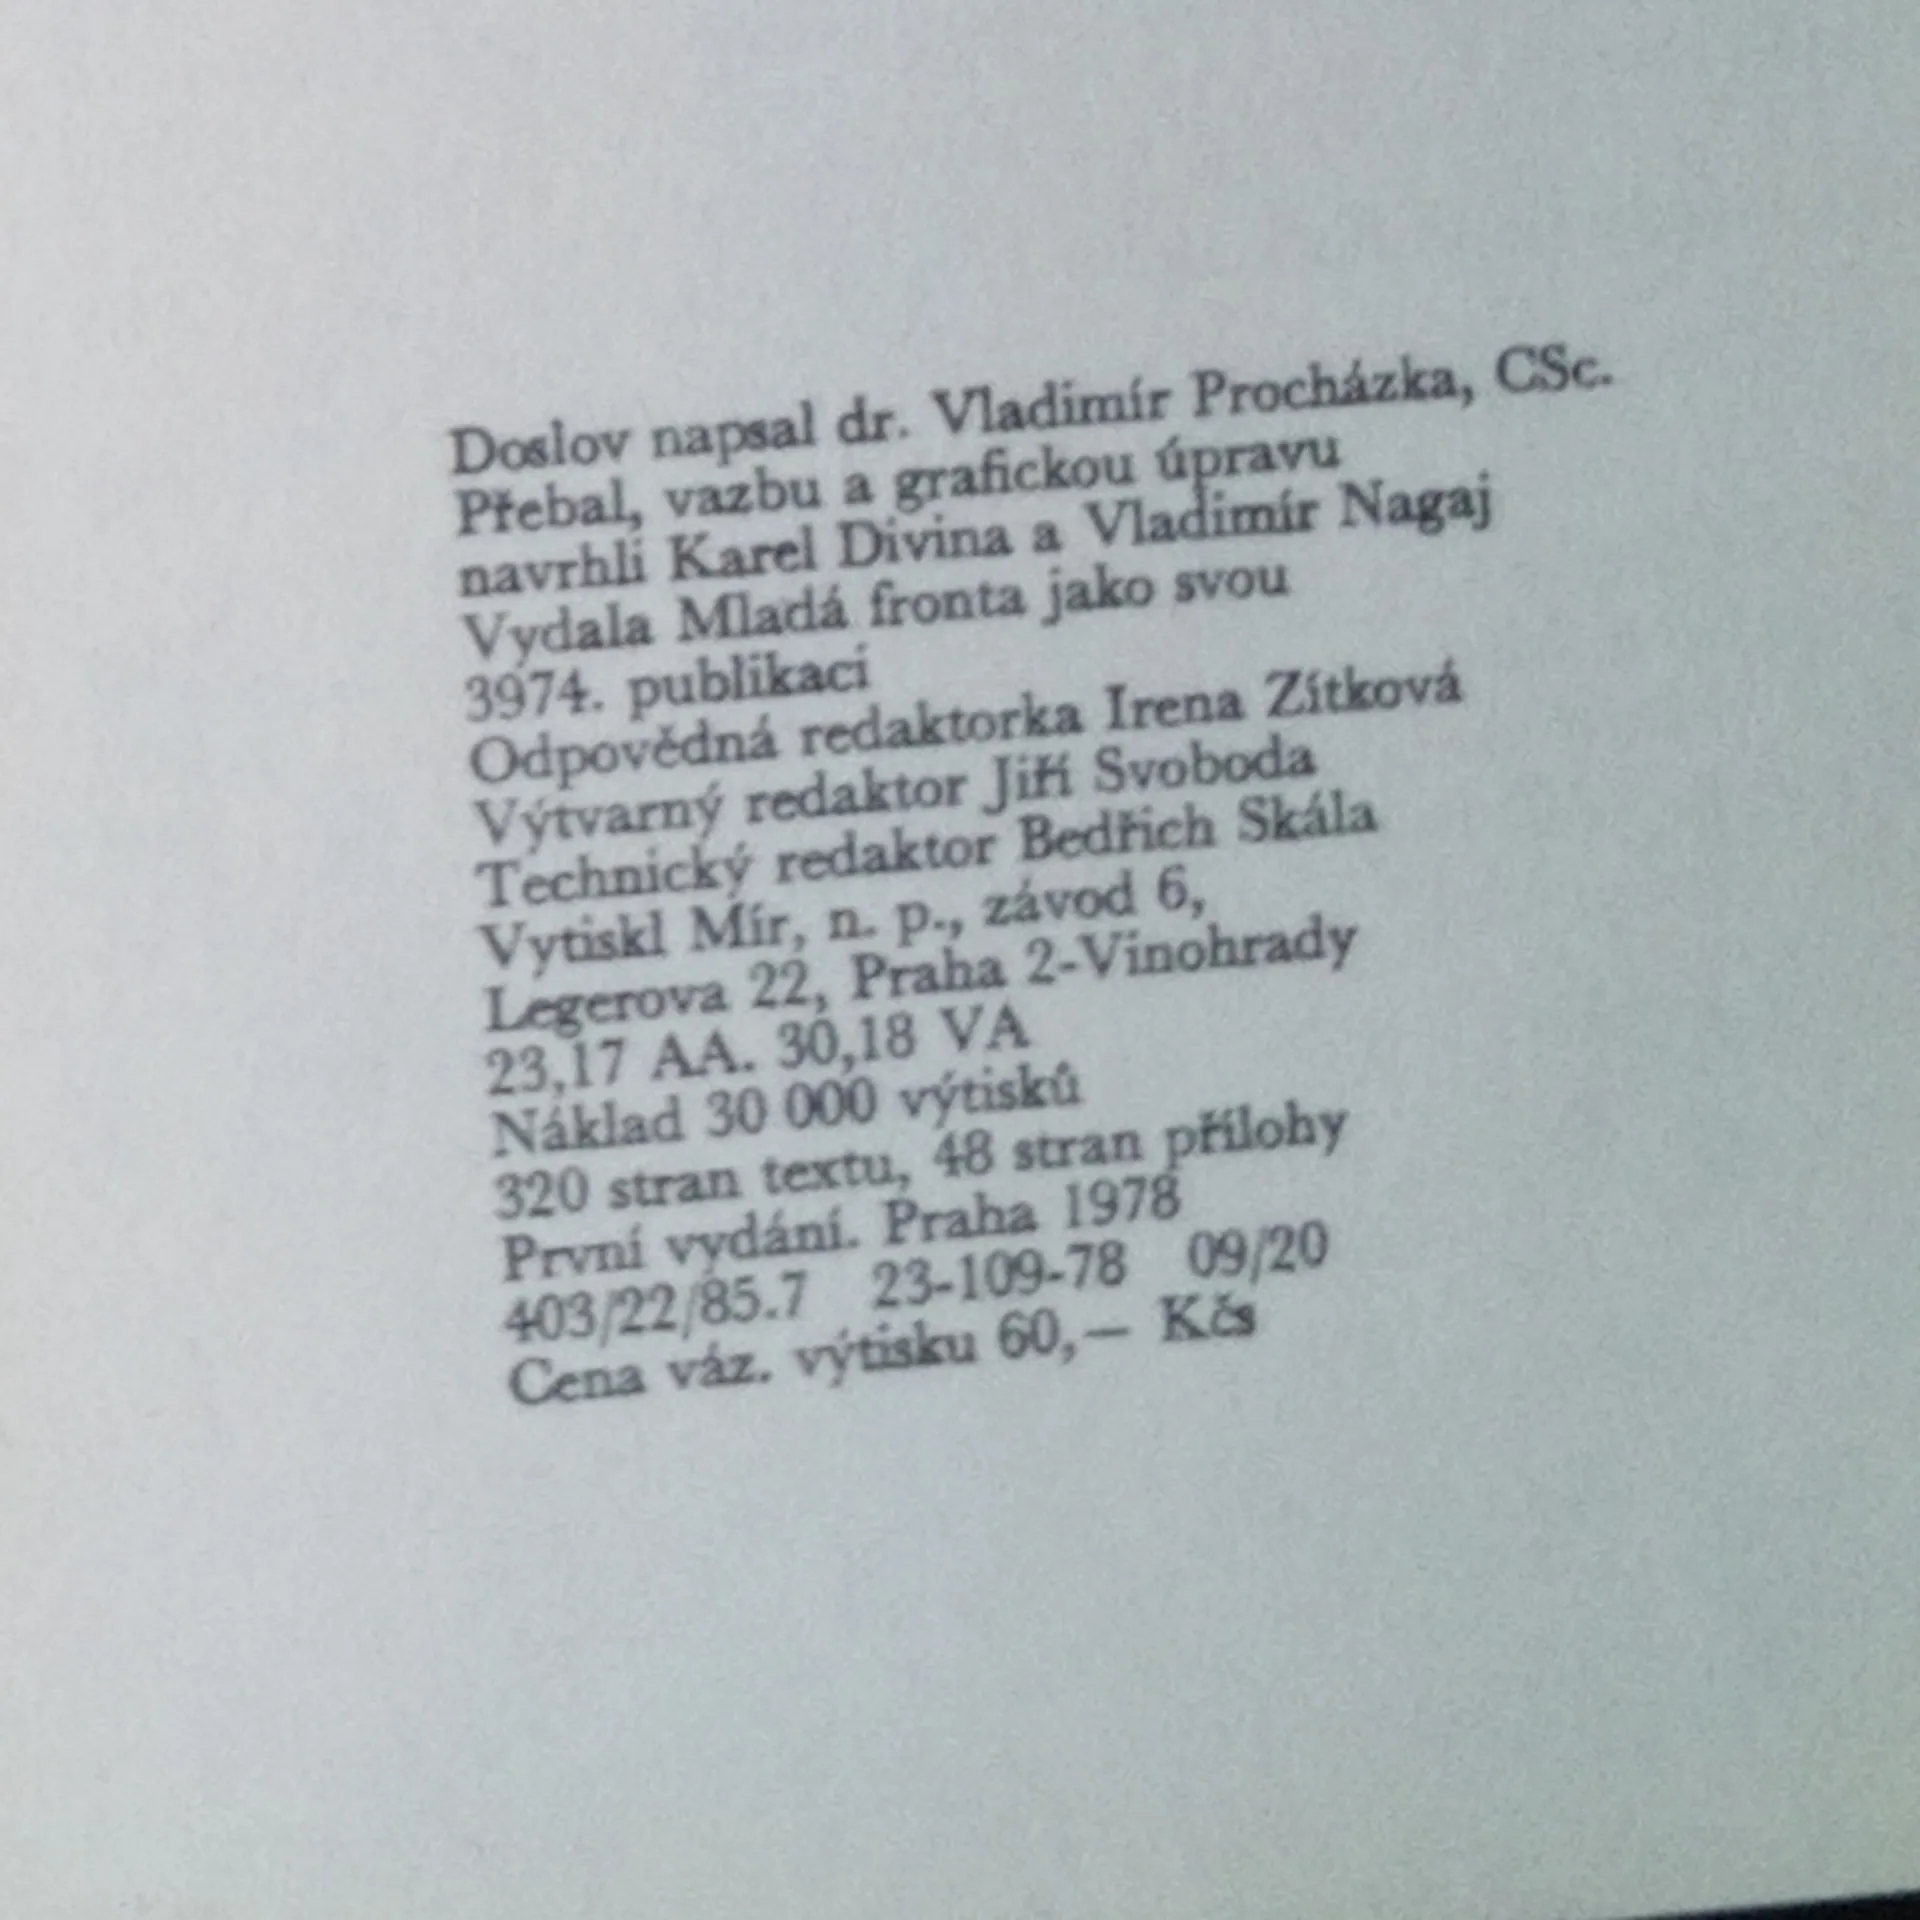 Doslov napsal dr. Vladimír Procházka, CSc.
Přebal, vazbu a grafickou úpravu
navrhli Karel Divina a Vladimír Nagaj
Vydala Mladá fronta jako svou
3974. publikaci
Odpovědná redaktorka Irena Zítková
Výtvarný redaktor Jiří Svoboda
Technický redaktor Bedřich Skála
Vytiskl Mír, n. p., závod 6,
Legerova 22, Praha 2-Vinohrady
23,17 AA. 30,18 VA
Náklad 30 000 výtisků
320 stran textu, 48 stran přílohy
První vydání. Praha 1978
403/22/85.7 23-109-78 09/20
Cena váz. výtisku 60,— Kčs